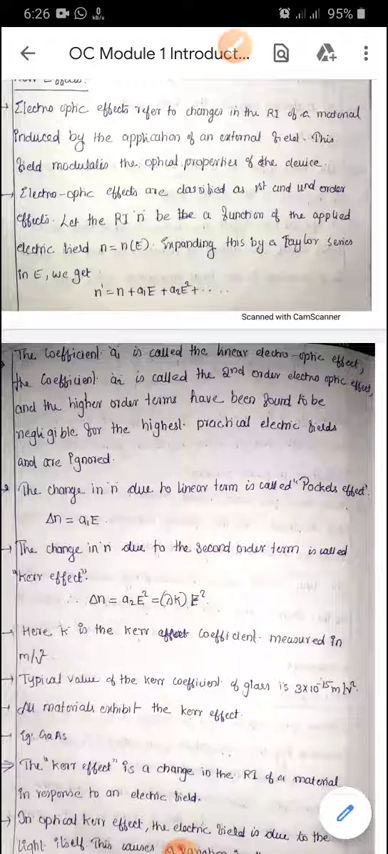 6:26
0
KB/s
95%
OC Module 1 Introduct...
→ Electro optic effects refer to changes in the RI of a material
induced by the application of an external field. This
field modulates the optical properties of the device.
→ Electro-optic effects are classified as 1st and order
effects. Let the RI 'n' be the a function of the applied
electric field n = n(E). Expanding this by a Taylor series
in E, we get
n' = n + a₁E + a₂E² + ....
Scanned with CamScanner
The coefficient a₁ is called the linear electro-optic effect,
the coefficient a₂ is called the 2nd order electro optic effect,
and the higher order terms have been found to be
negligible for the highest practical electric fields
and are ignored.
The change in n due to linear term is called "Pockels effect".
Δn = a₁E
→ The change in 'n' due to the second order term is called
"kerr effect".
∴ Δn = a₂E² = (λK) E².
→ Here K is the kerr coefficient measured in
m/V²
→ Typical value of the kerr coefficient of glass is 3×10⁻¹⁵ m/V².
→ All materials exhibit the kerr effect.
→ Eg: GaAs
⇒ The "kerr effect" is a change in the RI of a material
in response to an electric field.
→ In optical kerr effect, the electric field is due to the
light itself. This causes a variation in